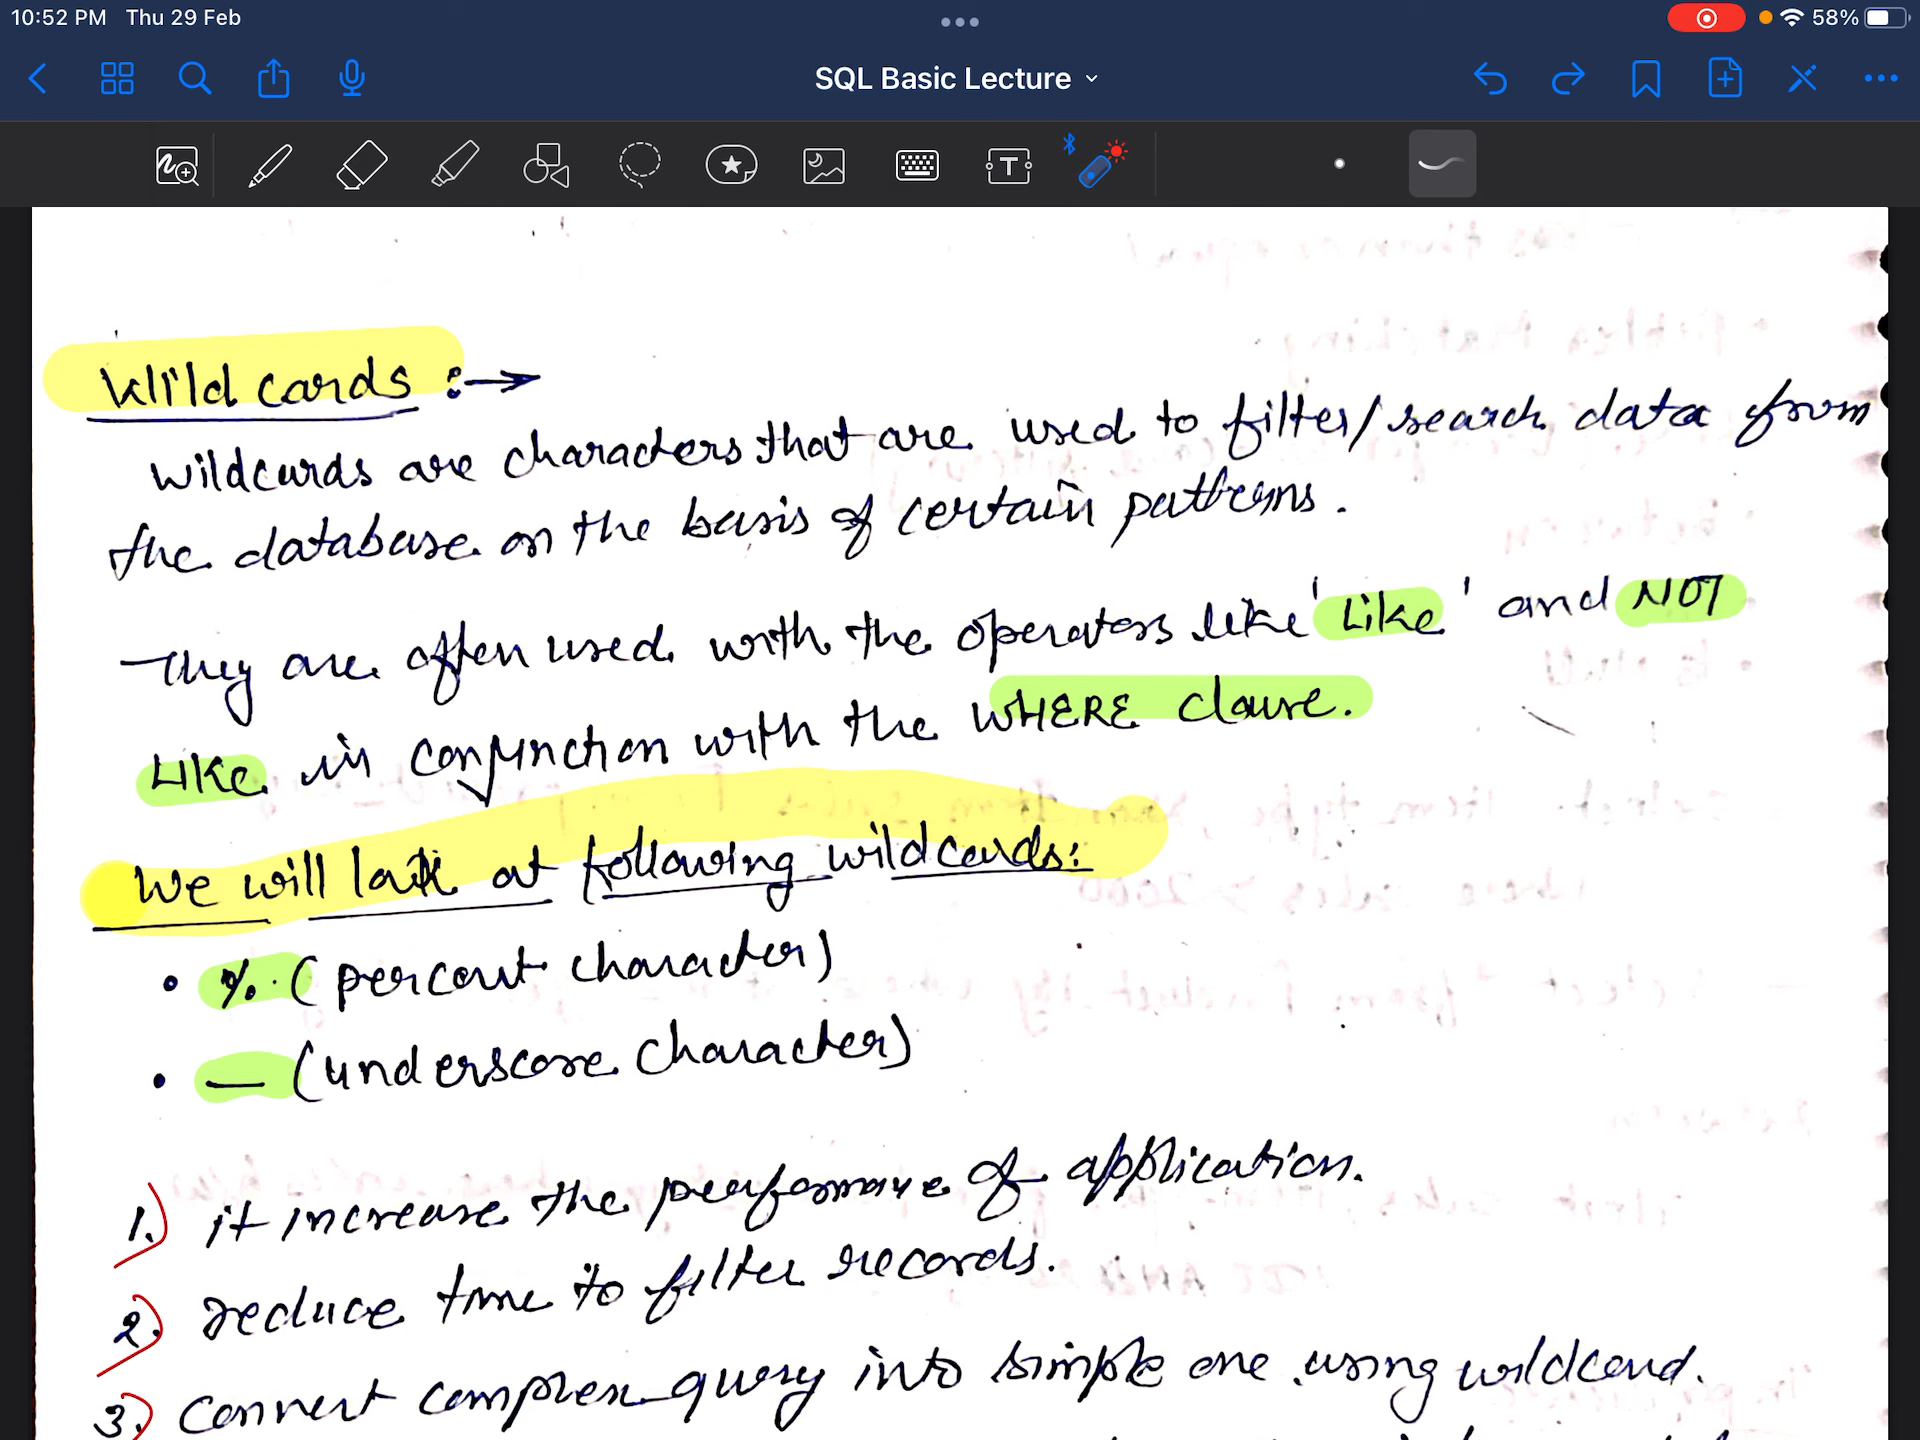 10:52 PM Thu 29 Feb
58%
SQL Basic Lecture
T
Wild cards :→
Wildcards are characters that are used to filter/search data from
the database on the basis of certain patterns.
They are often used with the operators like 'Like' and NOT
Like in conjunction with the WHERE clause.
We will look at following wildcards:
• % (percent character)
• _ (underscore character)
1.) it increase the performance of application.
2.) reduce time to filter records.
3.) Convert complex query into simple one using wildcard.